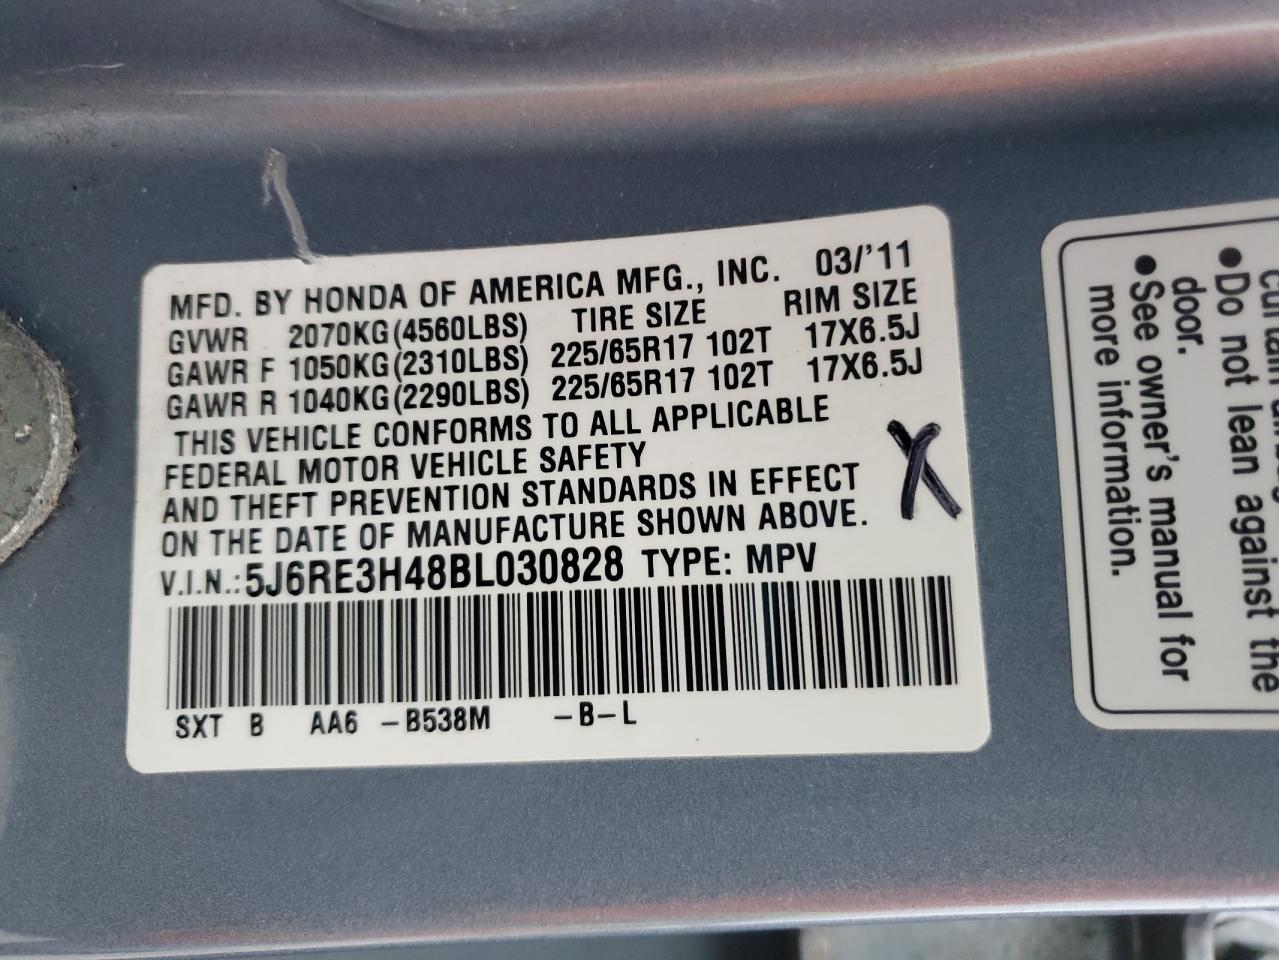 MFD. BY HONDA OF AMERICA MFG., INC. 03/'11
GVWR 2070KG(4560LBS) TIRE SIZE RIM SIZE
GAWR F 1050KG(2310LBS) 225/65R17 102T 17X6.5J
GAWR R 1040KG(2290LBS) 225/65R17 102T 17X6.5J
THIS VEHICLE CONFORMS TO ALL APPLICABLE
FEDERAL MOTOR VEHICLE SAFETY
AND THEFT PREVENTION STANDARDS IN EFFECT
ON THE DATE OF MANUFACTURE SHOWN ABOVE.
V.I.N.: 5J6RE3H48BL030828 TYPE: MPV
SXT B AA6 -B538M -B-L
X
●Do not lean against the
door.
●See owner's manual for
more information.